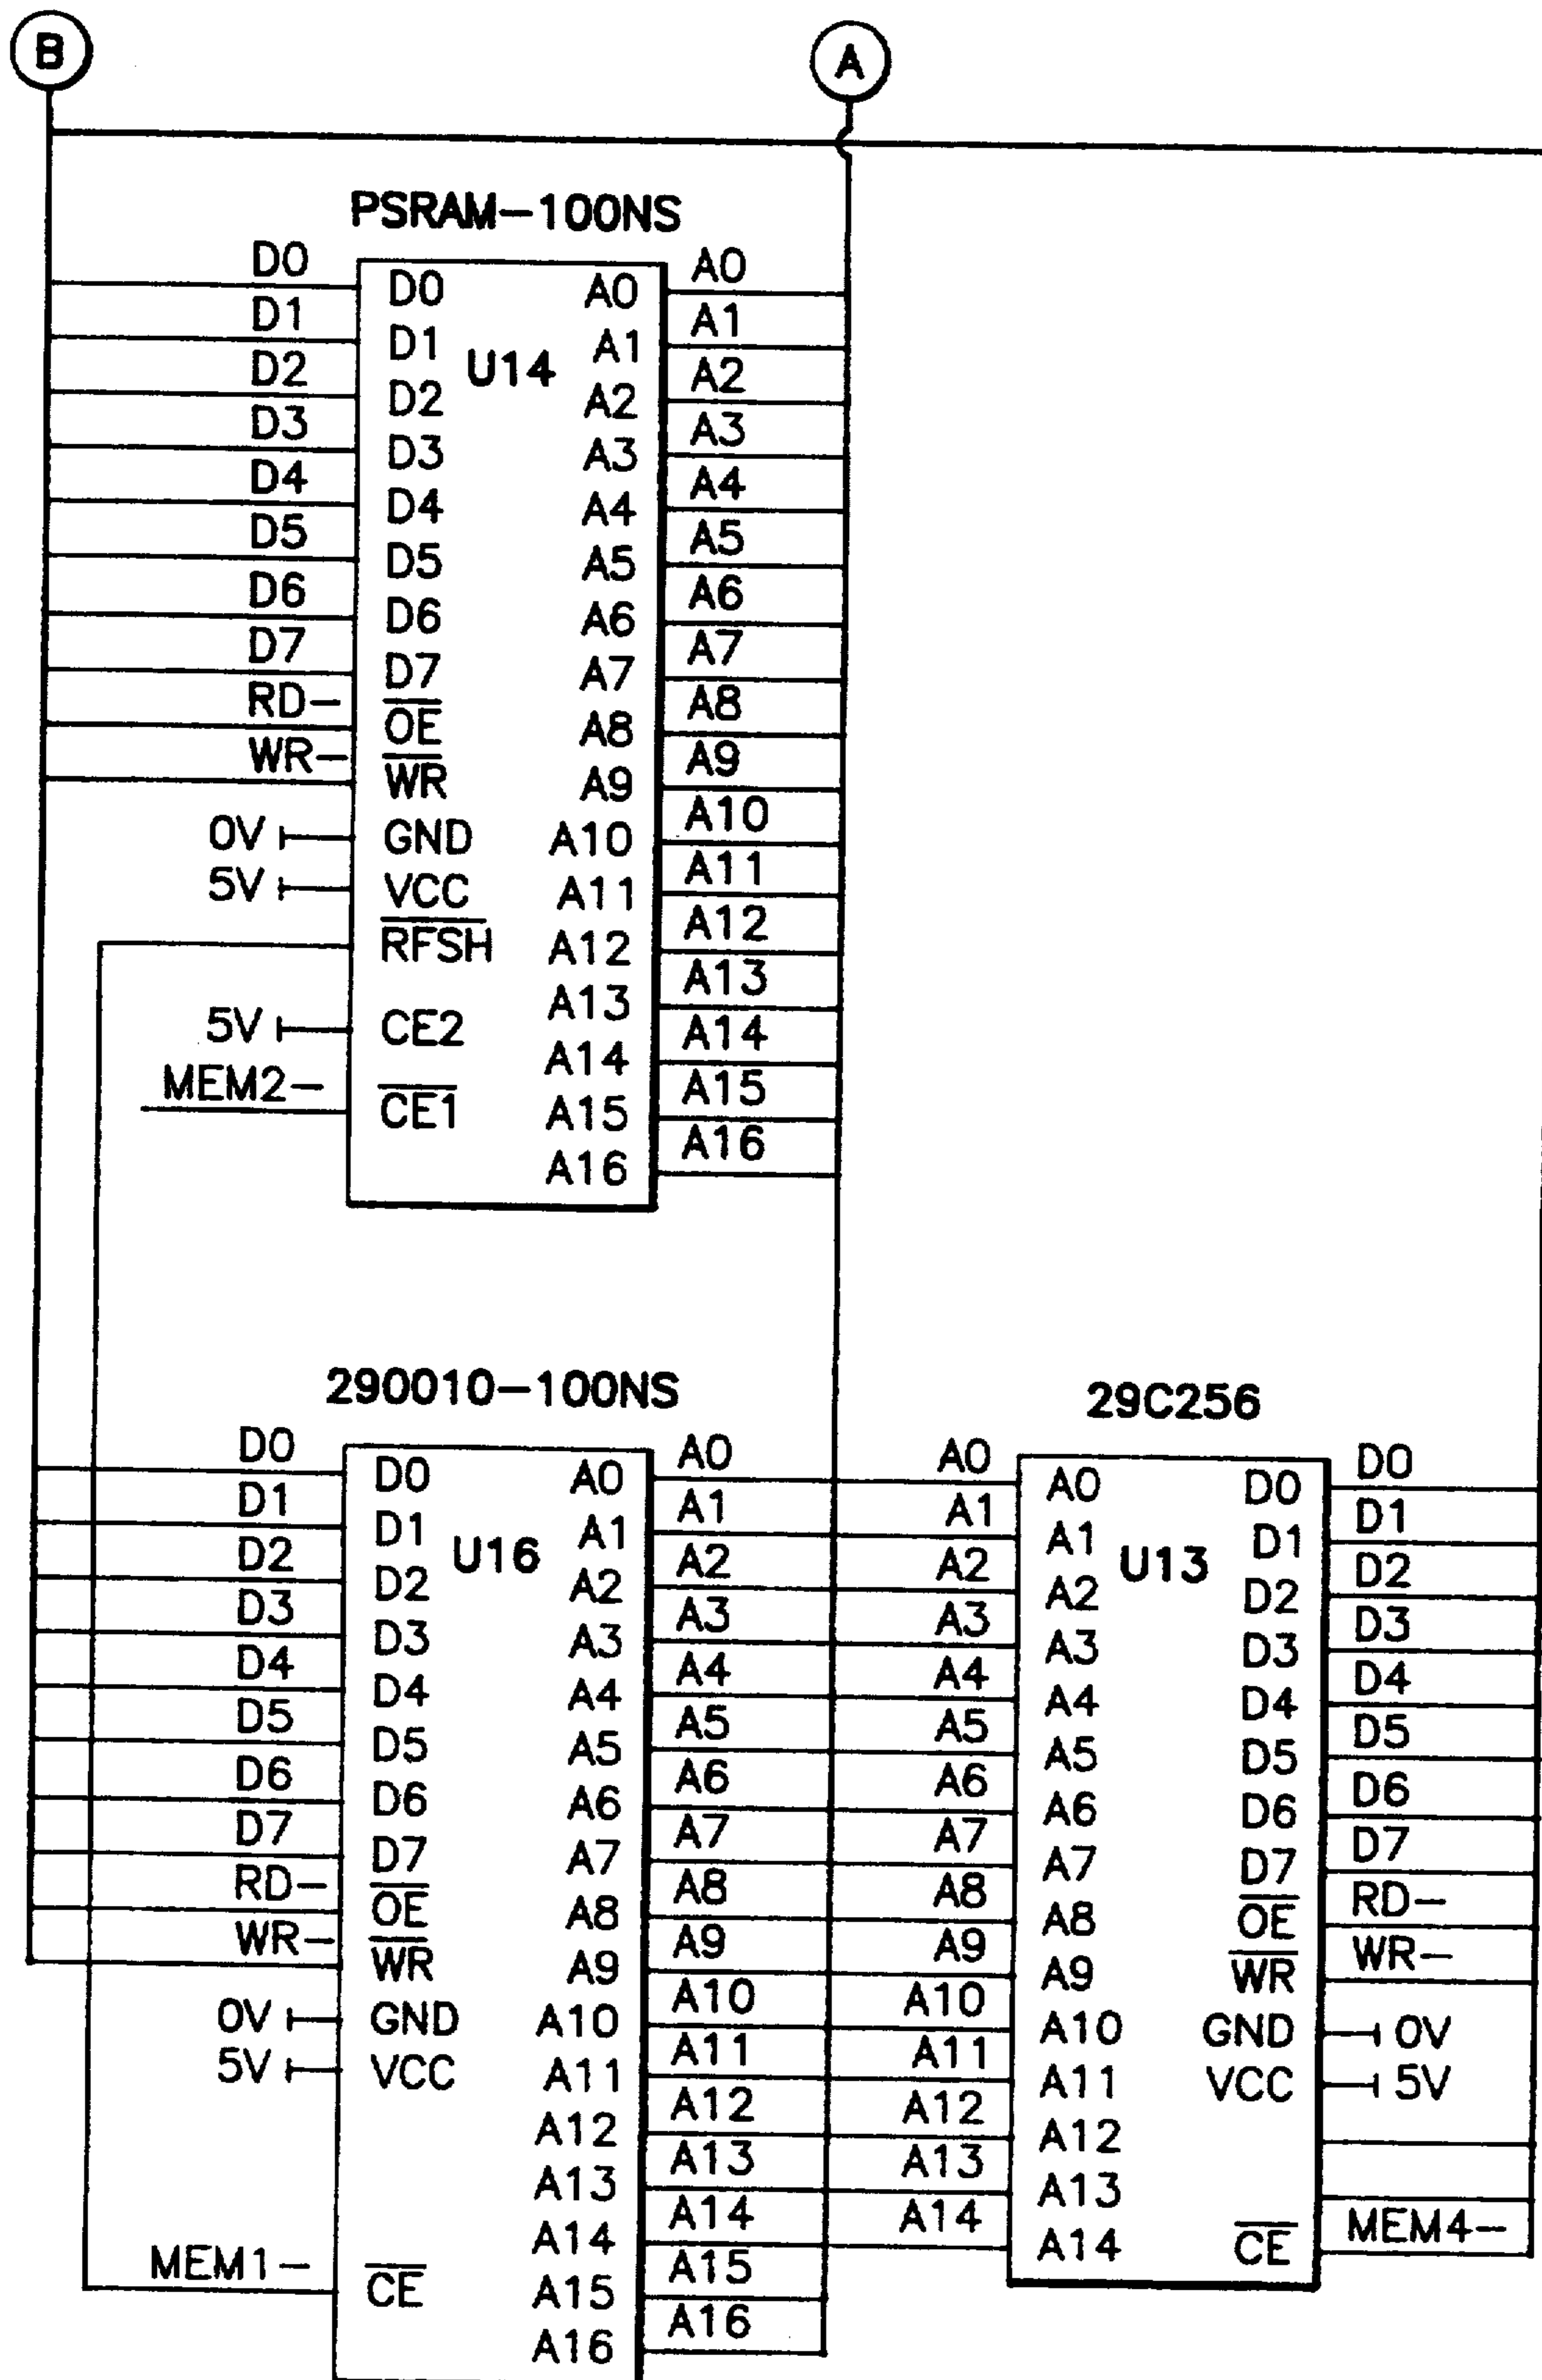 B
A
PSRAM-100NS
D0 D0 A0 A0
D1 D1 U14 A1 A1
D2 D2 A2 A2
D3 D3 A3 A3
D4 D4 A4 A4
D5 D5 A5 A5
D6 D6 A6 A6
D7 D7 A7 A7
RD- OE A8 A8
WR- WR A9 A9
0V GND A10 A10
5V VCC A11 A11
RFSH A12 A12
A13 A13
5V CE2 A14 A14
MEM2- CE1 A15 A15
A16 A16
290010-100NS
29C256
D0 D0 A0 A0 A0 A0 D0 D0
D1 D1 U16 A1 A1 A1 A1 U13 D1 D1
D2 D2 A2 A2 A2 A2 D2 D2
D3 D3 A3 A3 A3 A3 D3 D3
D4 D4 A4 A4 A4 A4 D4 D4
D5 D5 A5 A5 A5 A5 D5 D5
D6 D6 A6 A6 A6 A6 D6 D6
D7 D7 A7 A7 A7 A7 D7 D7
RD- OE A8 A8 A8 A8 OE RD-
WR- WR A9 A9 A9 A9 WR WR-
0V GND A10 A10 A10 A10 GND 0V
5V VCC A11 A11 A11 A11 VCC 5V
A12 A12 A12 A12
A13 A13 A13 A13
A14 A14 A14 A14 CE MEM4-
MEM1- CE A15 A15
A16 A16